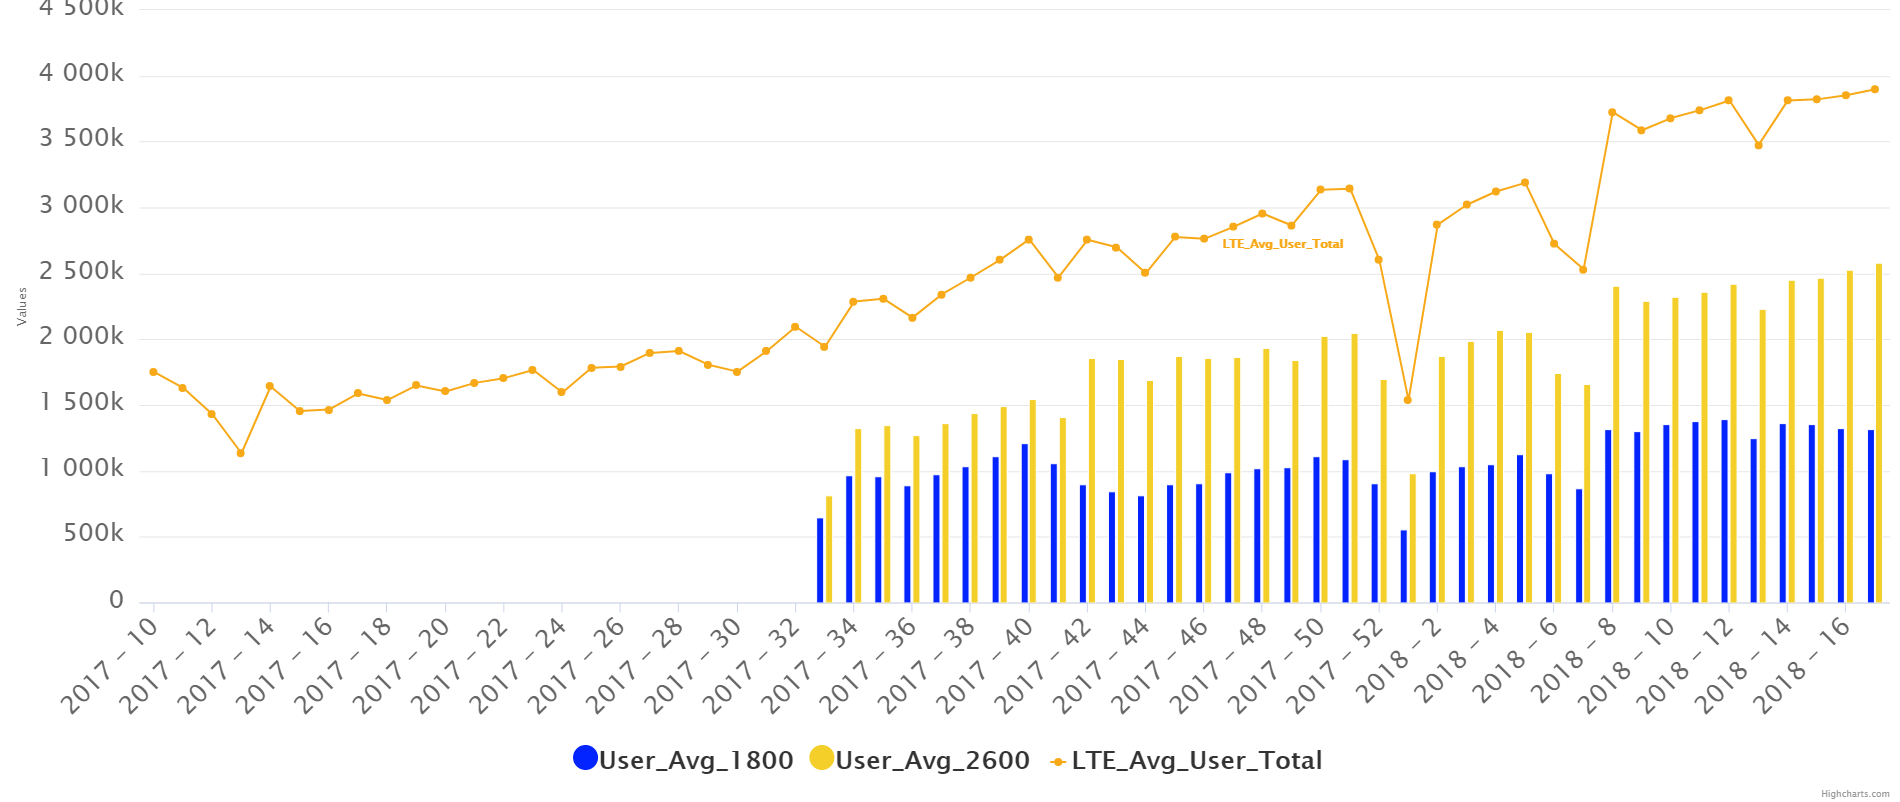 4 500k
4 000k
3 500k
3 000k
2 500k
2 000k
1 500k
1 000k
500k
0
Values
LTE_Avg_User_Total
2017 – 10
2017 – 12
2017 – 14
2017 – 16
2017 – 18
2017 – 20
2017 – 22
2017 – 24
2017 – 26
2017 – 28
2017 – 30
2017 – 32
2017 – 34
2017 – 36
2017 – 38
2017 – 40
2017 – 42
2017 – 44
2017 – 46
2017 – 48
2017 – 50
2017 – 52
2018 – 2
2018 – 4
2018 – 6
2018 – 8
2018 – 10
2018 – 12
2018 – 14
2018 – 16
User_Avg_1800 User_Avg_2600 LTE_Avg_User_Total
Highcharts.com